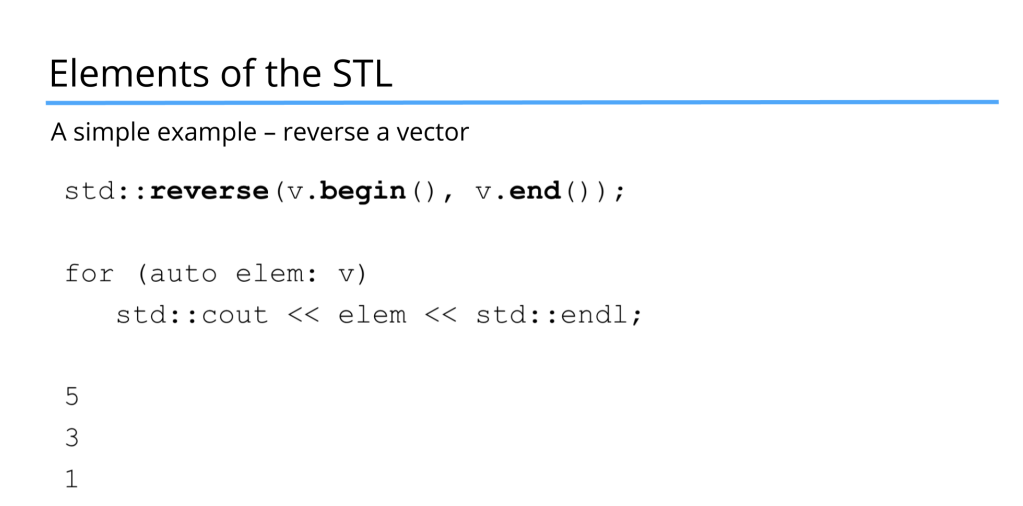 Elements of the STL
A simple example – reverse a vector
std::reverse(v.begin(), v.end());
for (auto elem: v)
std::cout << elem << std::endl;
5
3
1